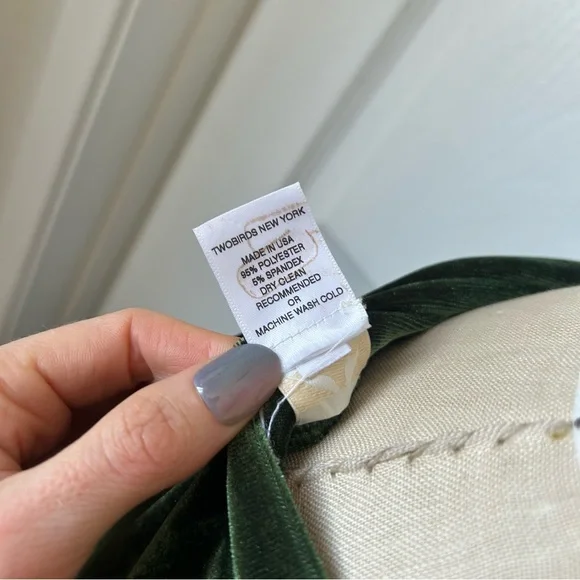 TWOBIRDS NEW YORK
MADE IN USA
95% POLYESTER
5% SPANDEX
DRY CLEAN
RECOMMENDED
OR
MACHINE WASH COLD